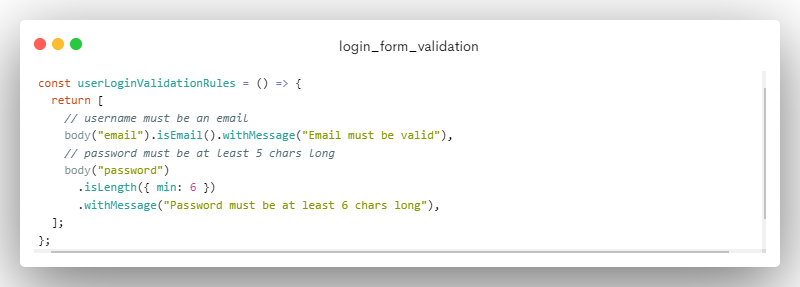 login_form_validation
const userLoginValidationRules = () => {
  return [
    // username must be an email
    body("email").isEmail().withMessage("Email must be valid"),
    // password must be at least 5 chars long
    body("password")
      .isLength({ min: 6 })
      .withMessage("Password must be at least 6 chars long"),
  ];
};